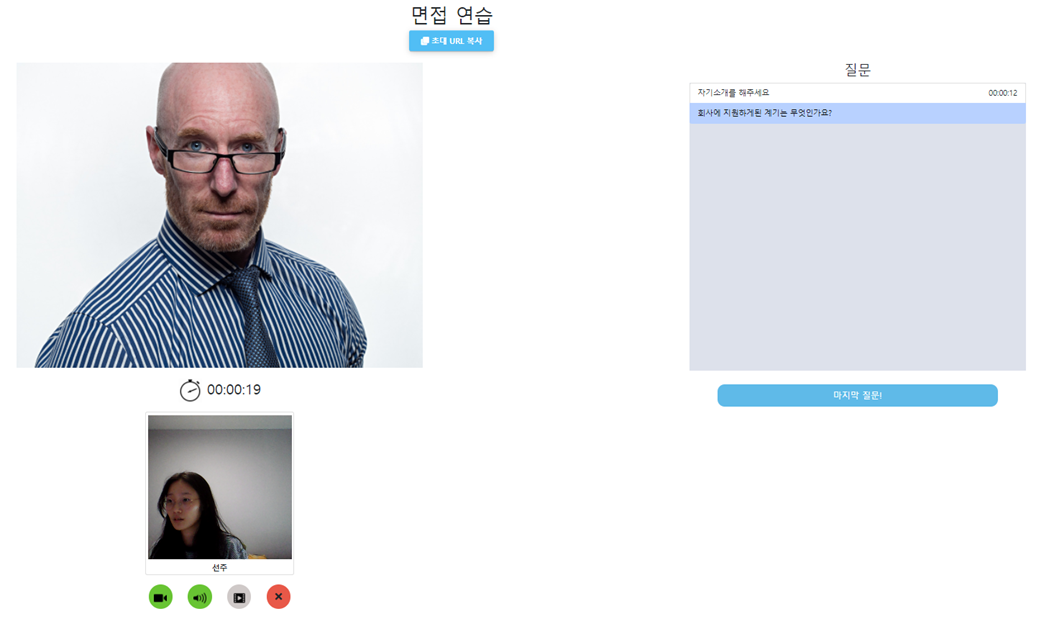 면접 연습
초대 URL 복사
질문
자기소개를 해주세요 00:00:12
회사에 지원하게된 계기는 무엇인가요?
마지막 질문!
00:00:19
선주